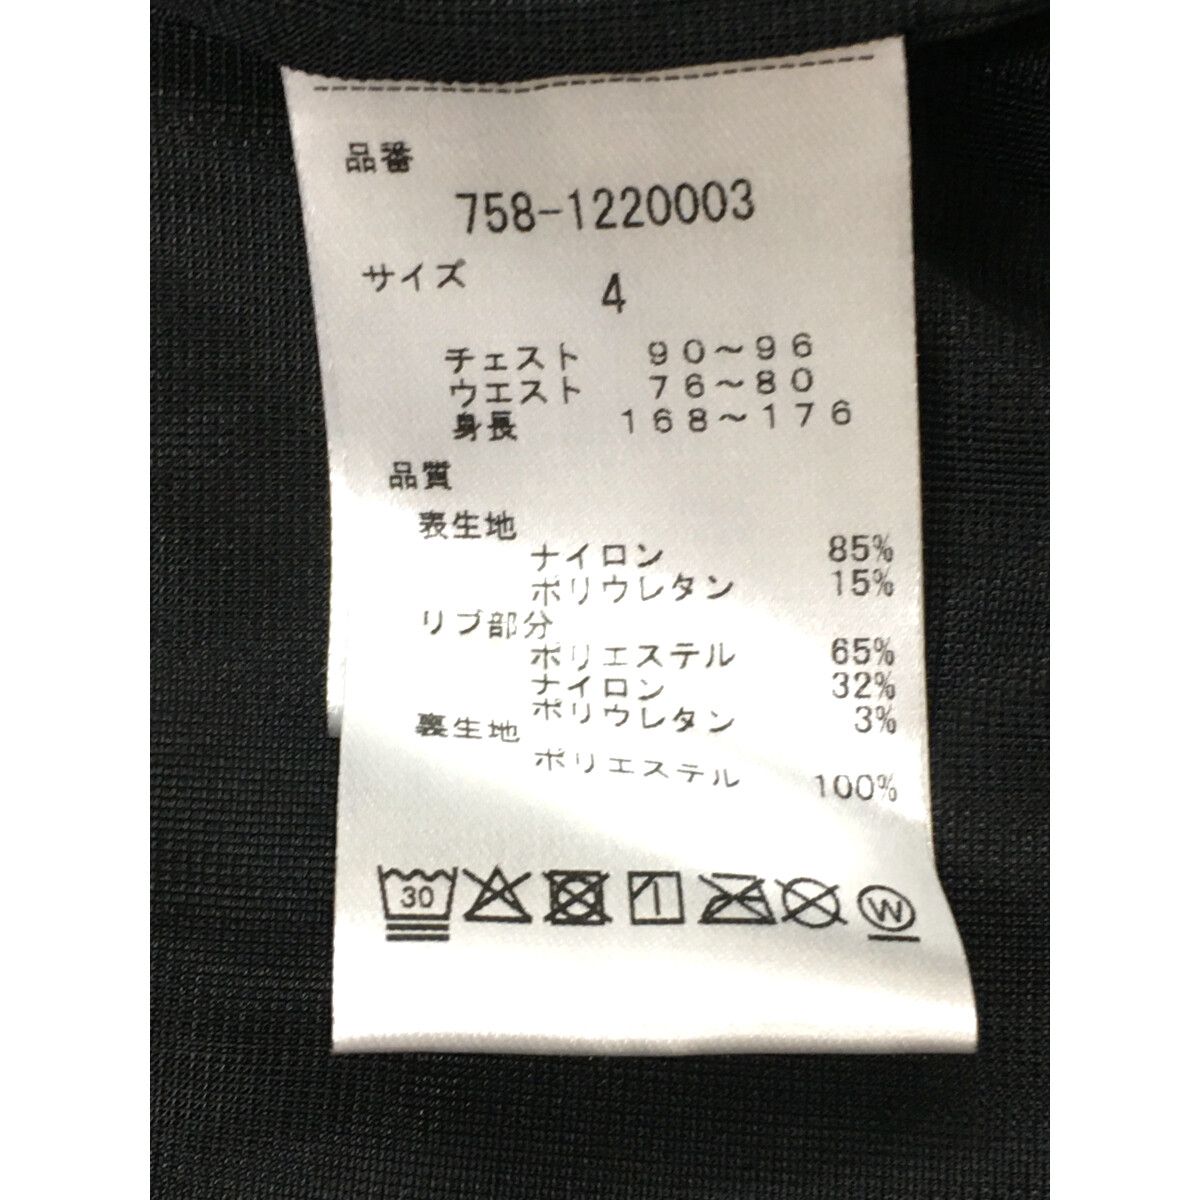 品番
758-1220003
サイズ 4
チェスト 90～96
ウエスト 76～80
身長 168～176
品質
表生地
ナイロン 85%
ポリウレタン 15%
リブ部分
ポリエステル 65%
ナイロン 32%
ポリウレタン 3%
裏生地
ポリエステル 100%
30 W